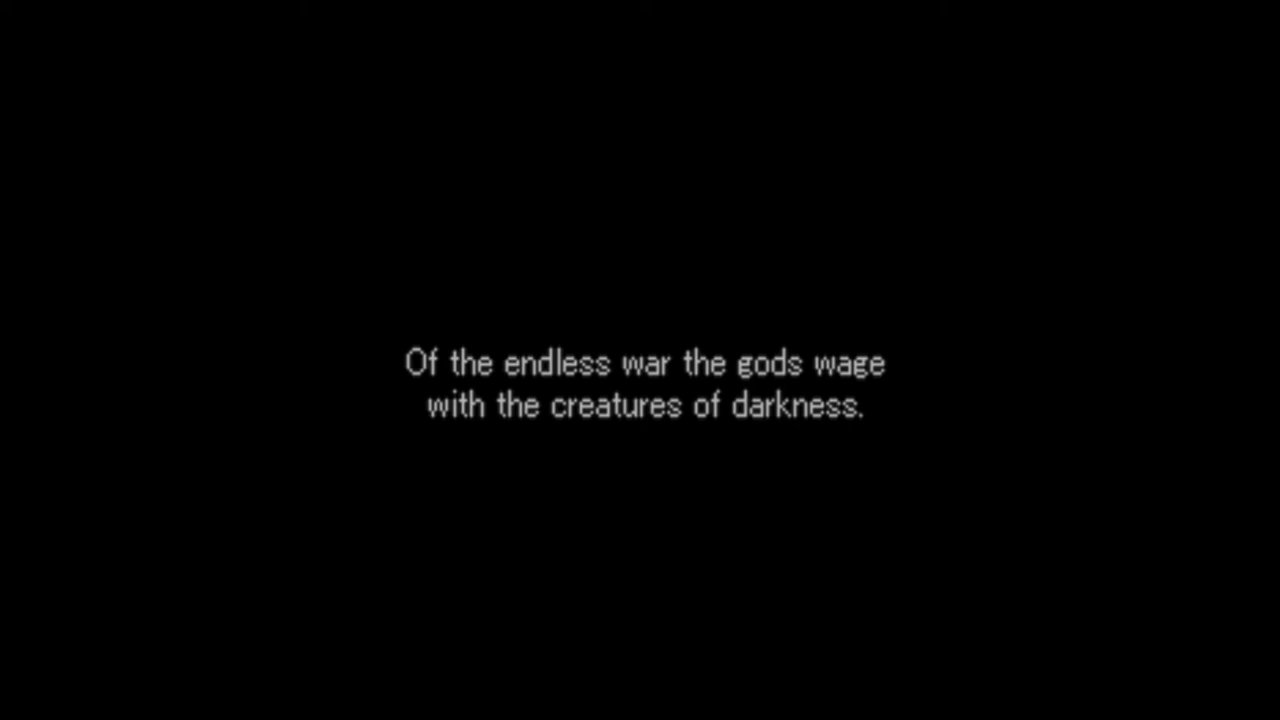 Of the endless war the gods wage
with the creatures of darkness.